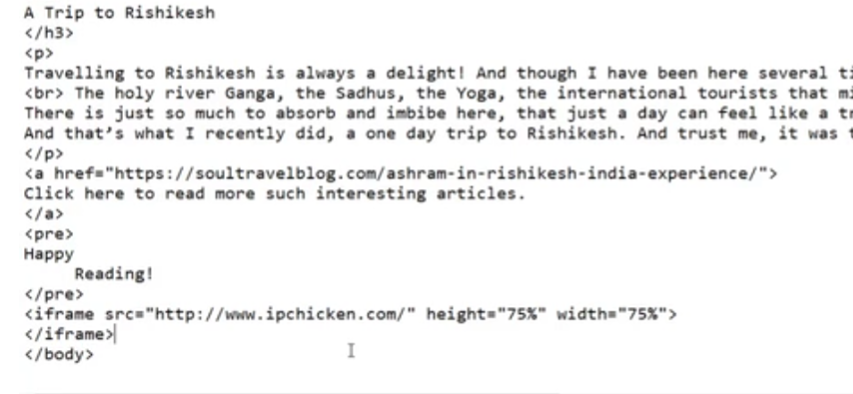 A Trip to Rishikesh
</h3>
<p>
Travelling to Rishikesh is always a delight! And though I have been here several
<br> The holy river Ganga, the Sadhus, the Yoga, the international tourists that
There is just so much to absorb and imbibe here, that just a day can feel like a
And that’s what I recently did, a one day trip to Rishikesh. And trust me, it was
</p>
<a href="https://soultravelblog.com/ashram-in-rishikesh-india-experience/">
Click here to read more such interesting articles.
</a>
<pre>
Happy
     Reading!
</pre>
<iframe src="http://www.ipchicken.com/" height="75%" width="75%">
</iframe>
</body>